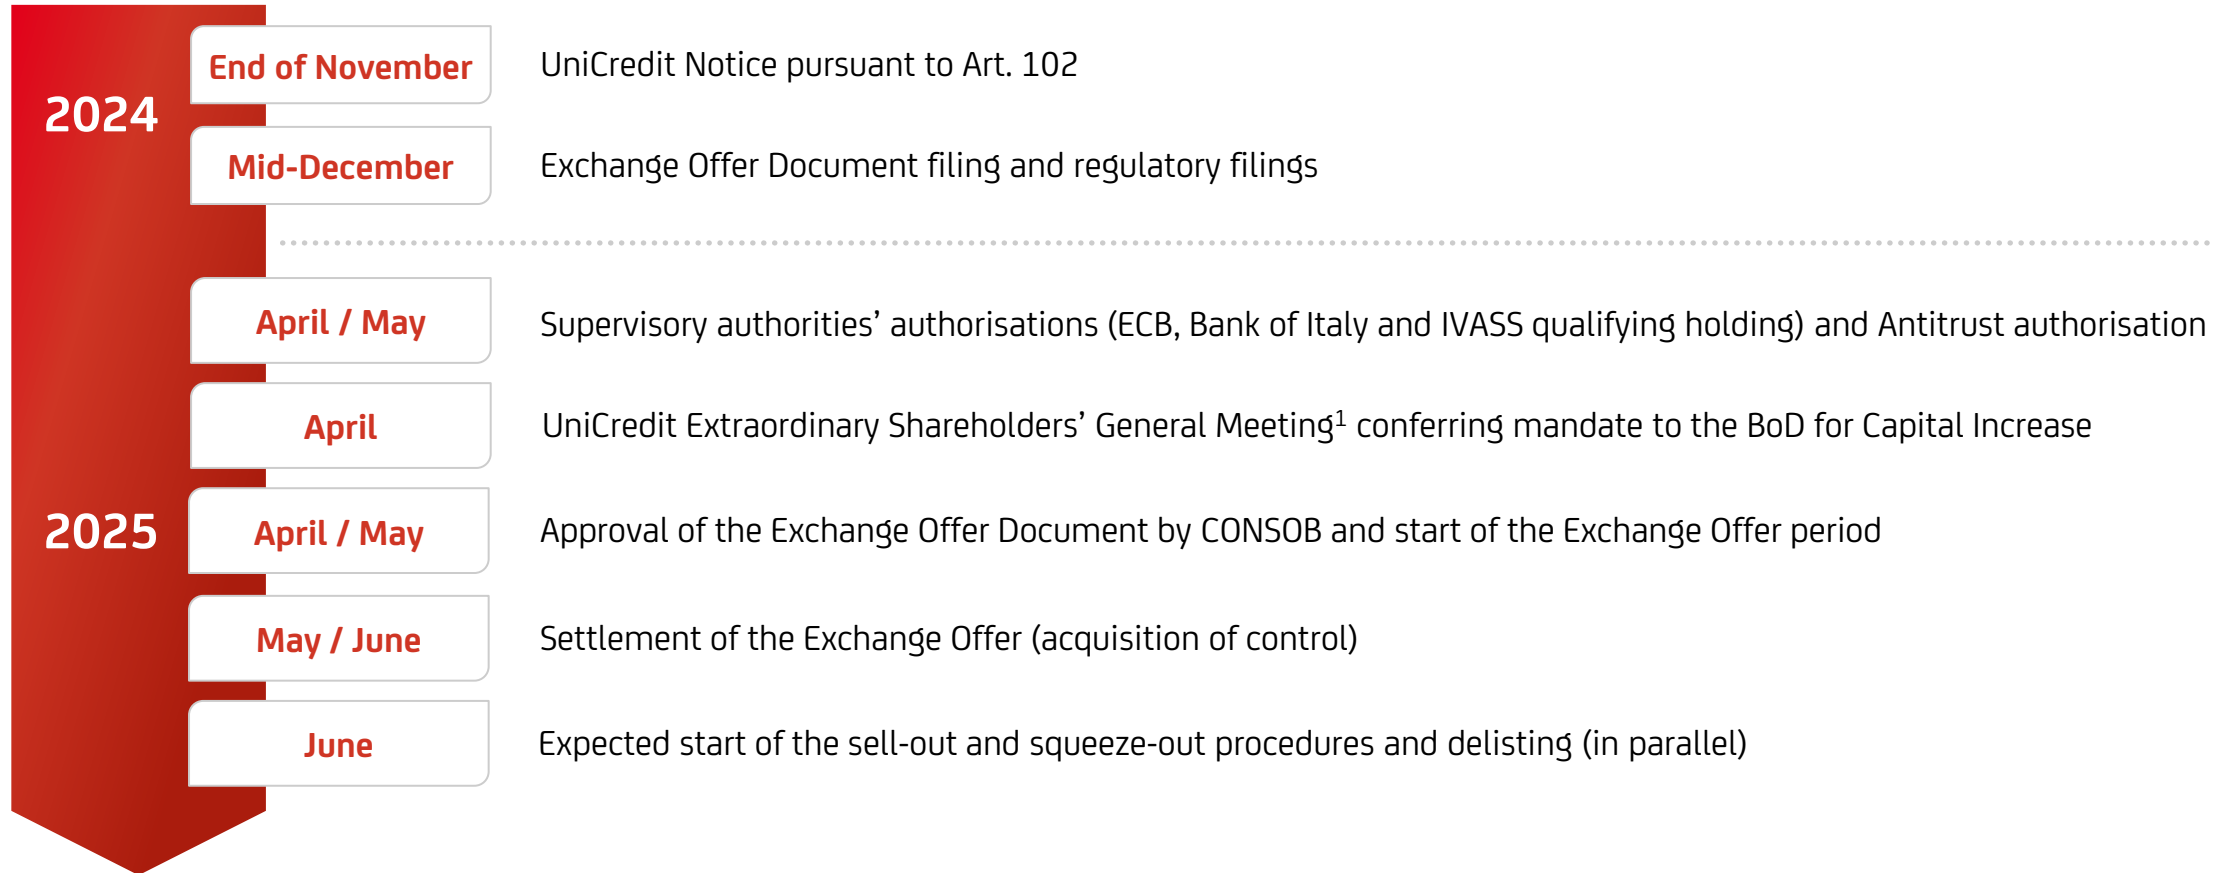 2024
End of November
UniCredit Notice pursuant to Art. 102
Mid-December
Exchange Offer Document filing and regulatory filings
2025
April / May
Supervisory authorities’ authorisations (ECB, Bank of Italy and IVASS qualifying holding) and Antitrust authorisation
April
UniCredit Extraordinary Shareholders’ General Meeting¹ conferring mandate to the BoD for Capital Increase
April / May
Approval of the Exchange Offer Document by CONSOB and start of the Exchange Offer period
May / June
Settlement of the Exchange Offer (acquisition of control)
June
Expected start of the sell-out and squeeze-out procedures and delisting (in parallel)